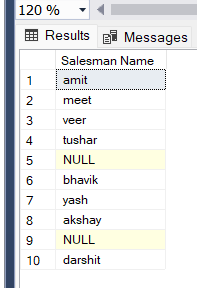 120 %
Results Messages
Salesman Name
1 amit
2 meet
3 veer
4 tushar
5 NULL
6 bhavik
7 yash
8 akshay
9 NULL
10 darshit